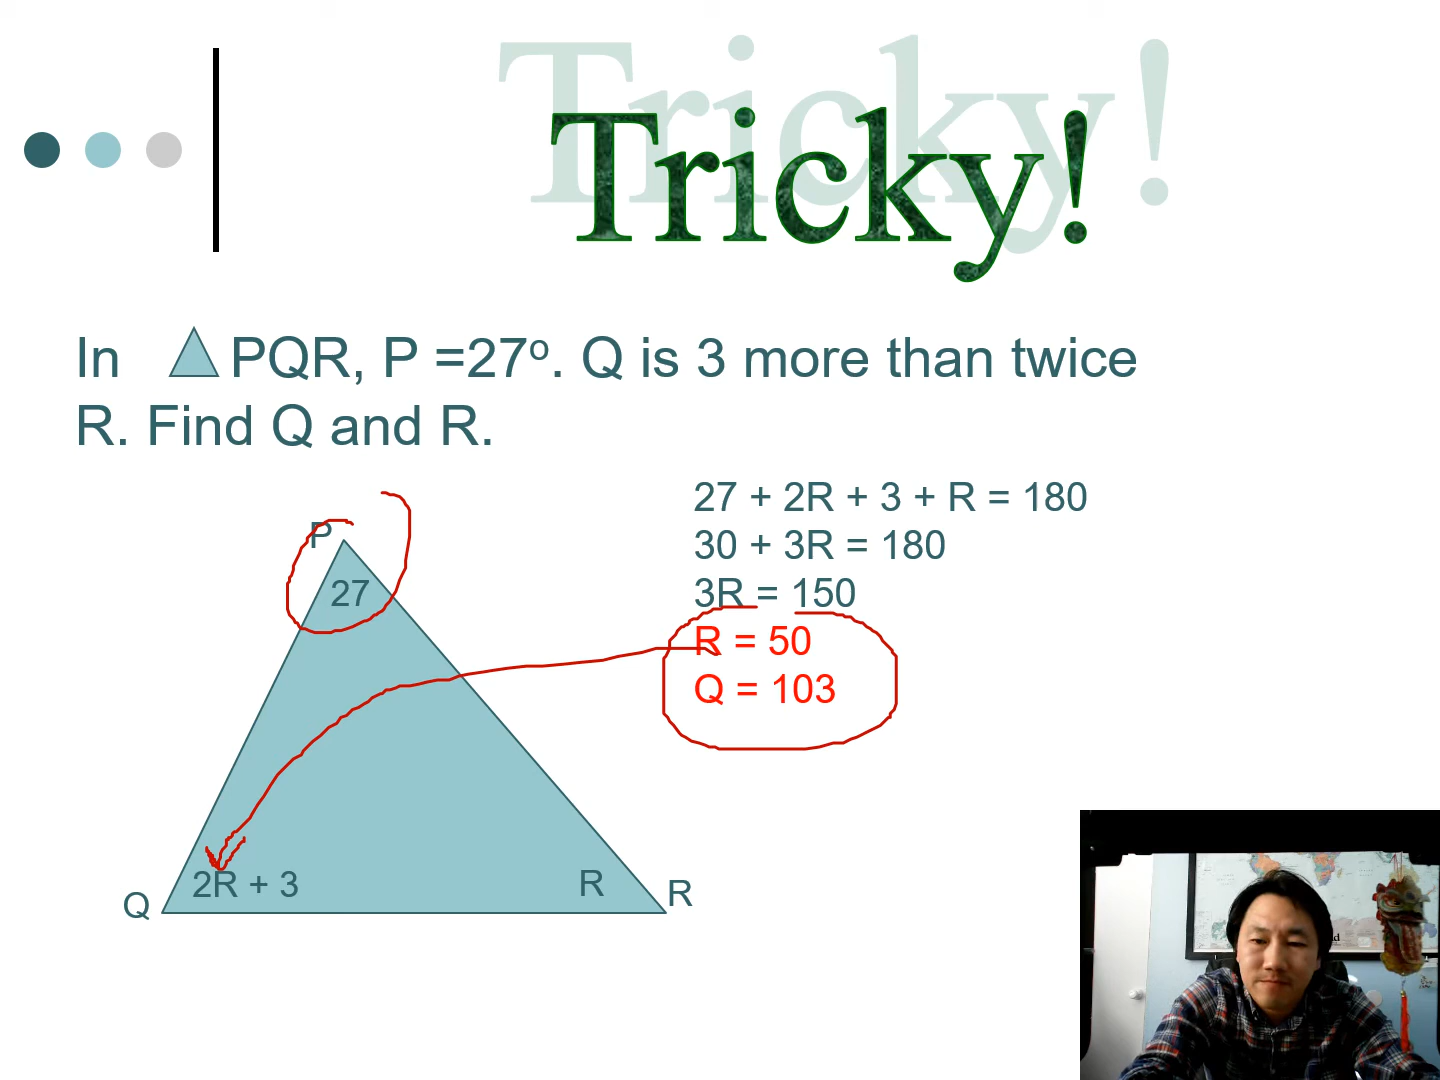 Tricky!
In PQR, P =27º. Q is 3 more than twice
R. Find Q and R.
27 + 2R + 3 + R = 180
30 + 3R = 180
3R = 150
R = 50
Q = 103
P
27
2R + 3
R
Q
R